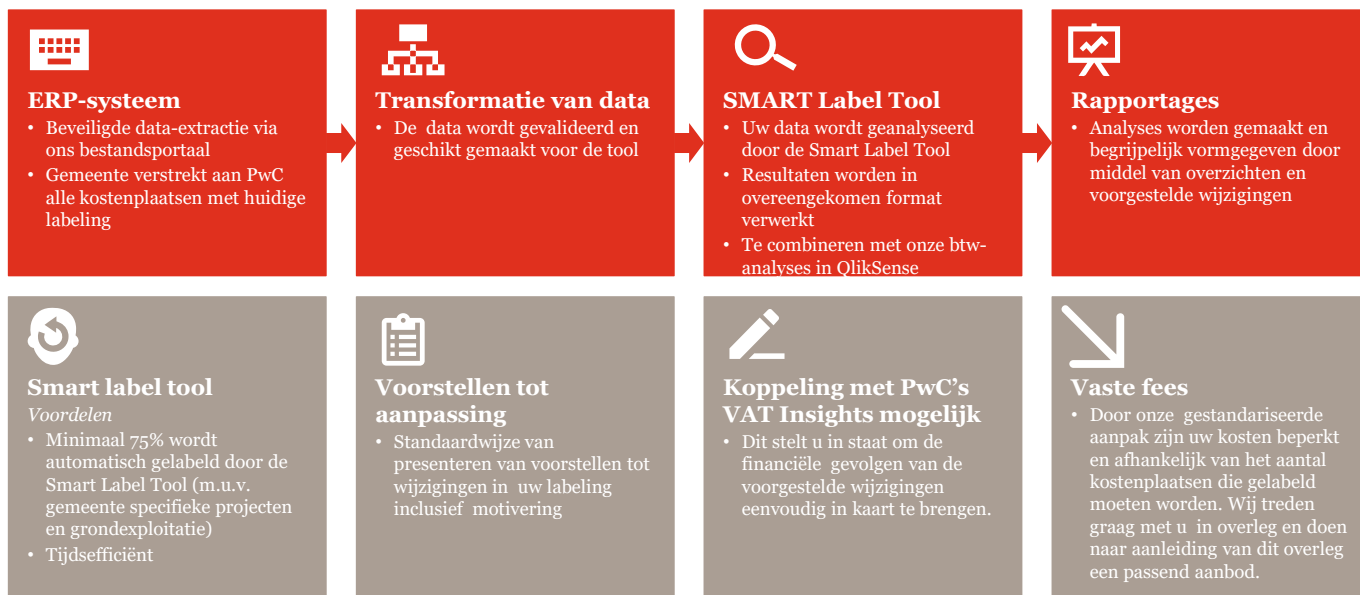 ERP-systeem
• Beveiligde data-extractie via
ons bestandsportaal
• Gemeente verstrekt aan PwC
alle kostenplaatsen met huidige
labeling
Transformatie van data
• De data wordt gevalideerd en
geschikt gemaakt voor de tool
SMART Label Tool
• Uw data wordt geanalyseerd
door de Smart Label Tool
• Resultaten worden in
overeengekomen format
verwerkt
• Te combineren met onze btw-
analyses in QlikSense
Rapportages
• Analyses worden gemaakt en
begrijpelijk vormgegeven door
middel van overzichten en
voorgestelde wijzigingen
Smart label tool
Voordelen
• Minimaal 75% wordt
automatisch gelabeld door de
Smart Label Tool (m.u.v.
gemeente specifieke projecten
en grondexploitatie)
• Tijdsefficiënt
Voorstellen tot
aanpassing
• Standaardwijze van
presenteren van voorstellen tot
wijzigingen in uw labeling
inclusief motivering
Koppeling met PwC's
VAT Insights mogelijk
• Dit stelt u in staat om de
financiële gevolgen van de
voorgestelde wijzigingen
eenvoudig in kaart te brengen.
Vaste fees
• Door onze gestandariseerde
aanpak zijn uw kosten beperkt
en afhankelijk van het aantal
kostenplaatsen die gelabeld
moeten worden. Wij treden
graag met u in overleg en doen
naar aanleiding van dit overleg
een passend aanbod.